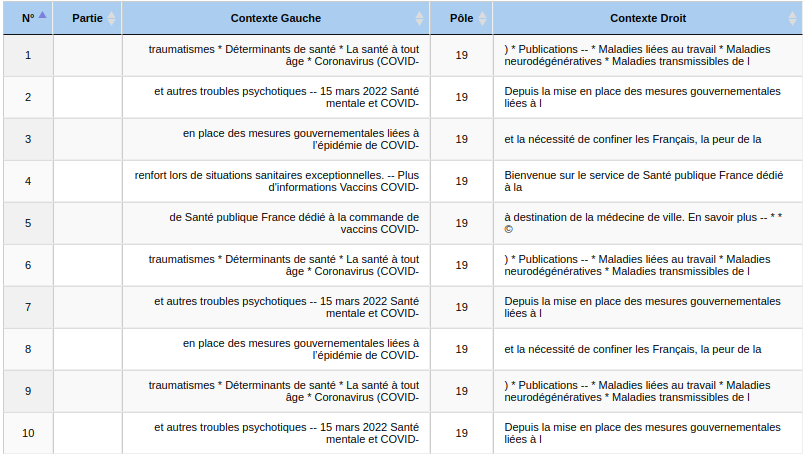 N° Partie Contexte Gauche Pôle Contexte Droit
1 traumatismes * Déterminants de santé * La santé à tout 19 ) * Publications -- * Maladies liées au travail * Maladies
âge * Coronavirus (COVID- neurodégénératives * Maladies transmissibles de l
2 et autres troubles psychotiques -- 15 mars 2022 Santé 19 Depuis la mise en place des mesures gouvernementales
mentale et COVID- liées à l
3 en place des mesures gouvernementales liées à 19 et la nécessité de confiner les Français, la peur de la
l'épidémie de COVID-
4 renfort lors de situations sanitaires exceptionnelles. -- Plus 19 Bienvenue sur le service de Santé publique France dédié
d'informations Vaccins COVID- à la
5 de Santé publique France dédié à la commande de 19 à destination de la médecine de ville. En savoir plus -- * *
vaccins COVID- ©
6 traumatismes * Déterminants de santé * La santé à tout 19 ) * Publications -- * Maladies liées au travail * Maladies
âge * Coronavirus (COVID- neurodégénératives * Maladies transmissibles de l
7 et autres troubles psychotiques -- 15 mars 2022 Santé 19 Depuis la mise en place des mesures gouvernementales
mentale et COVID- liées à l
8 en place des mesures gouvernementales liées à 19 et la nécessité de confiner les Français, la peur de la
l'épidémie de COVID-
9 traumatismes * Déterminants de santé * La santé à tout 19 ) * Publications -- * Maladies liées au travail * Maladies
âge * Coronavirus (COVID- neurodégénératives * Maladies transmissibles de l
10 et autres troubles psychotiques -- 15 mars 2022 Santé 19 Depuis la mise en place des mesures gouvernementales
mentale et COVID- liées à l